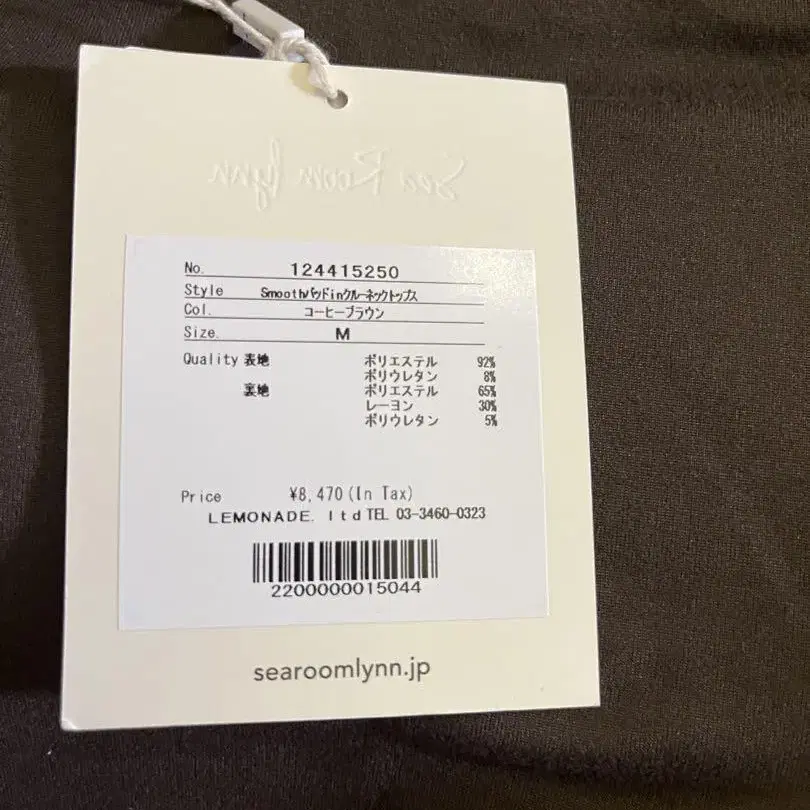 Sea Room lynn
No. 124415250
Style Smoothパッドinクルーネックトップス
Col. コーヒーブラウン
Size. M
Quality 表地 ポリエステル 92%
ポリウレタン 8%
裏地 ポリエステル 65%
レーヨン 30%
ポリウレタン 5%
Price ¥8,470(In Tax)
LEMONADE. ltd TEL 03-3460-0323
2200000015044
searoomlynn.jp